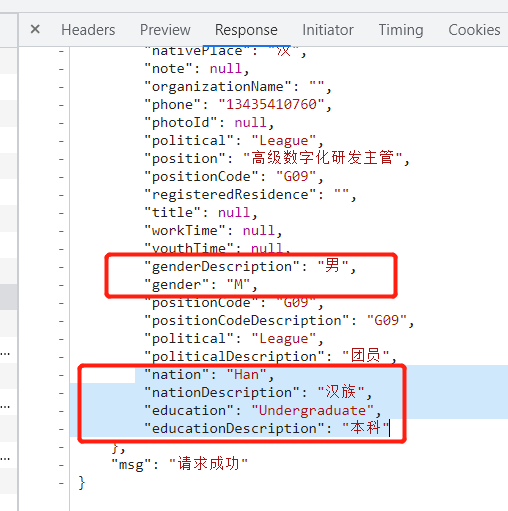 Headers Preview Response Initiator Timing Cookies
"nativePlace": "汉",
"note": null,
"organizationName": "",
"phone": "13435410760",
"photoId": null,
"political": "League",
"position": "高级数字化研发主管",
"positionCode": "G09",
"registeredResidence": "",
"title": null,
"workTime": null,
"youthTime": null,
"genderDescription": "男",
"gender": "M",
"positionCode": "G09",
"positionCodeDescription": "G09",
"political": "League",
"politicalDescription": "团员",
"nation": "Han",
"nationDescription": "汉族",
"education": "Undergraduate",
"educationDescription": "本科"
},
"msg": "请求成功"
}